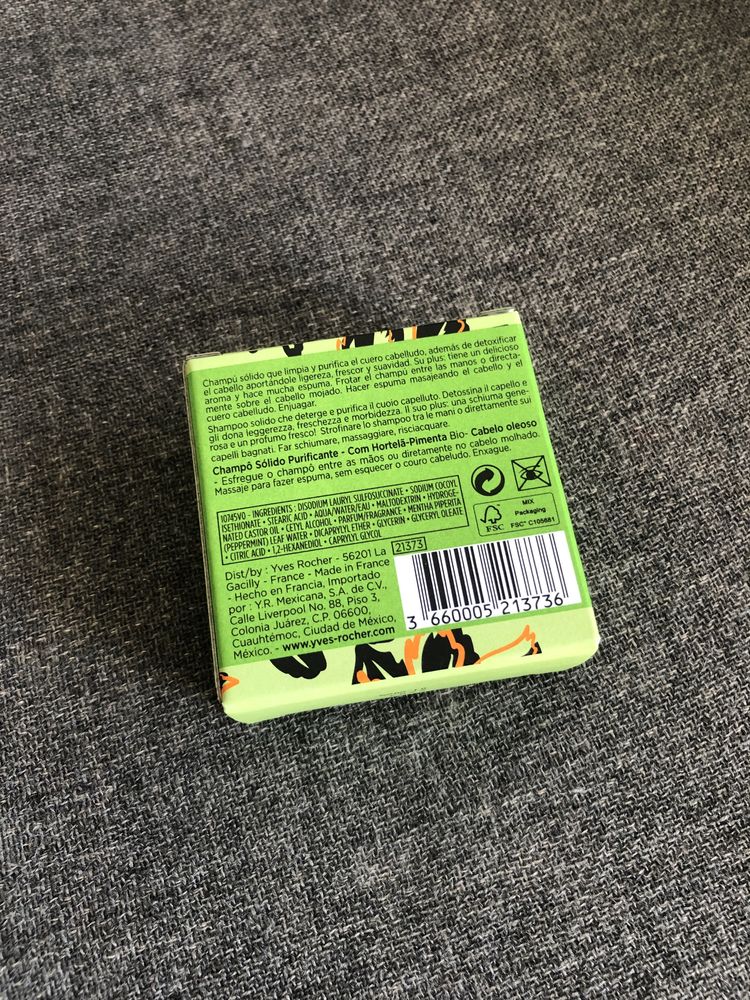 Champú sólido que limpia y purifica el cuero cabelludo, además de detoxificar
el cabello aportándole ligereza, frescor y suavidad. Su plus: tiene un delicioso
aroma y hace mucha espuma. Frotar el champu entre las manos o directa-
mente sobre el cabello mojado. Hacer espuma masajeando el cabello y el
cuero cabelludo. Enjuagar.
Shampoo solido che deterge e purifica il cuoio capelluto. Detossina il capello e
gli dona leggerezza, freschezza e morbidezza. Il suo plus: una schiuma gene-
rosa e un profumo fresco! Strofinare lo shampoo tra le mani o direttamente sui
capelli bagnati. Far schiumare, massaggiare, risciacquare.
Champô Sólido Purificante - Com Hortelã-Pimenta Bio- Cabelo oleoso
- Esfregue o champô entre as mãos ou diretamente no cabelo molhado.
Massaje para fazer espuma, sem esquecer o couro cabeludo. Enxague.
10745V0 - INGREDIENTS : DISODIUM LAURYL SULFOSUCCINATE • SODIUM COCOYL
ISETHIONATE • STEARIC ACID • AQUA/WATER/EAU • MALTODEXTRIN • HYDROGE-
NATED CASTOR OIL • CETYL ALCOHOL • PARFUM/FRAGRANCE • MENTHA PIPERITA
(PEPPERMINT) LEAF WATER • DICAPRYLYL ETHER • GLYCERIN • GLYCERYL OLEATE
• CITRIC ACID • 1,2-HEXANEDIOL • CAPRYLYL GLYCOL
FSC
MIX
Packaging
FSC® C105681
Dist/by : Yves Rocher - 56201 La
Gacilly - France - Made in France
- Hecho en Francia, Importado
por : Y.R. Mexicana, S.A. de C.V.,
Calle Liverpool No. 88, Piso 3,
Colonia Juárez, C.P. 06600,
Cuauhtémoc, Ciudad de México,
México. - www.yves-rocher.com
21373
3 660005 213736